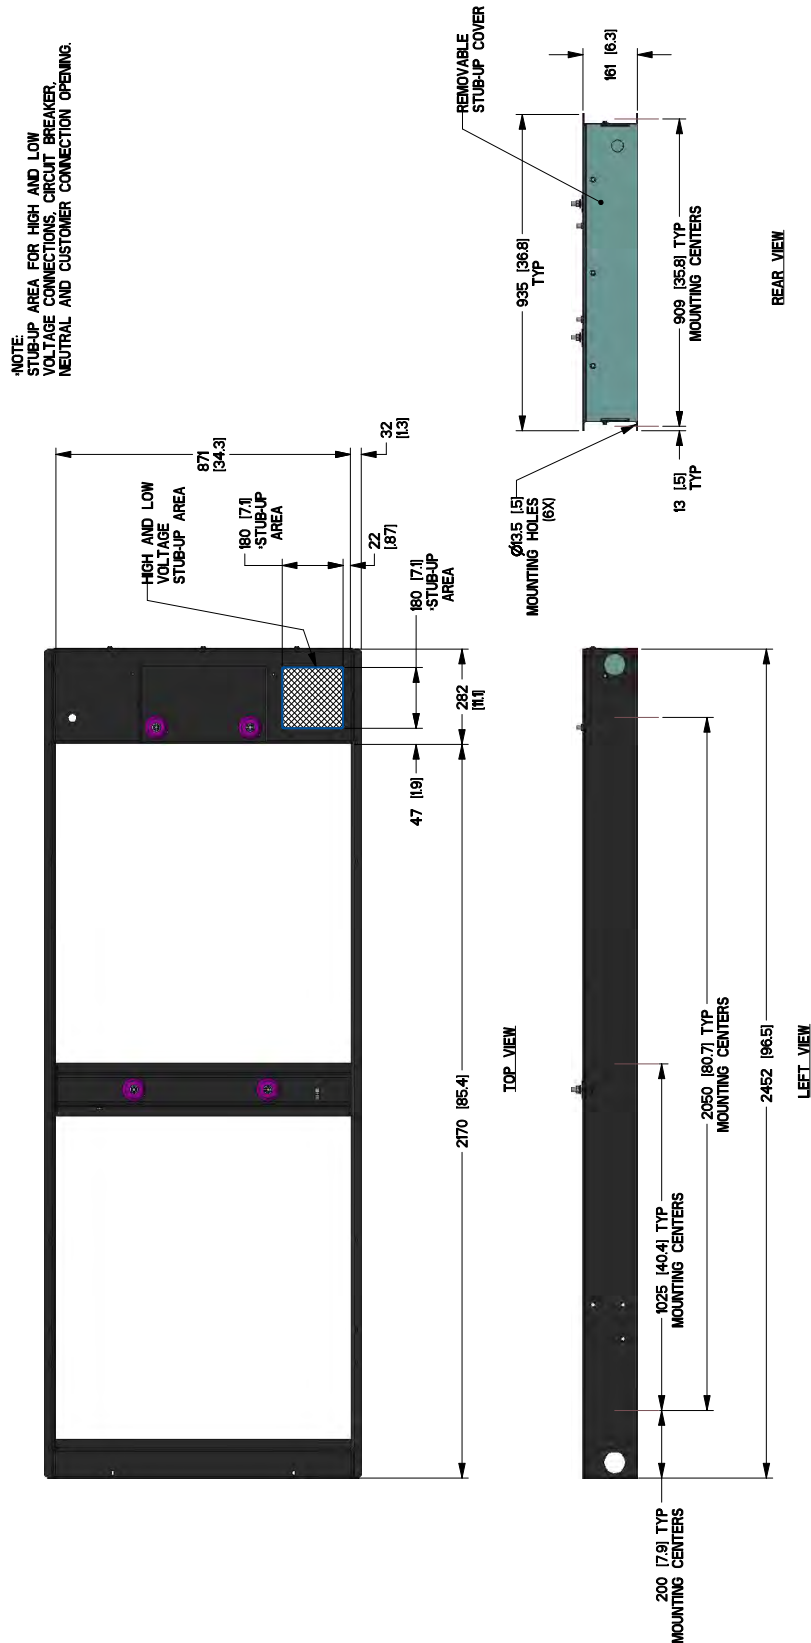 *NOTE:
STUB-UP AREA FOR HIGH AND LOW
VOLTAGE CONNECTIONS, CIRCUIT BREAKER,
NEUTRAL AND CUSTOMER CONNECTION OPENING.
871
[34.3]
32
[1.3]
HIGH AND LOW
VOLTAGE
STUB-UP AREA
180 [7.1]
*STUB-UP
AREA
22
[.87]
180 [7.1]
*STUB-UP
AREA
282
[11.1]
47 [1.9]
2170 [85.4]
TOP VIEW
REMOVABLE
STUB-UP COVER
161 [6.3]
935 [36.8]
TYP
909 [35.8] TYP
MOUNTING CENTERS
Ø13.5 [.5]
MOUNTING HOLES
(6X)
13 [.5]
TYP
REAR VIEW
200 [7.9] TYP
MOUNTING CENTERS
1025 [40.4] TYP
MOUNTING CENTERS
2050 [80.7] TYP
MOUNTING CENTERS
2452 [96.5]
LEFT VIEW